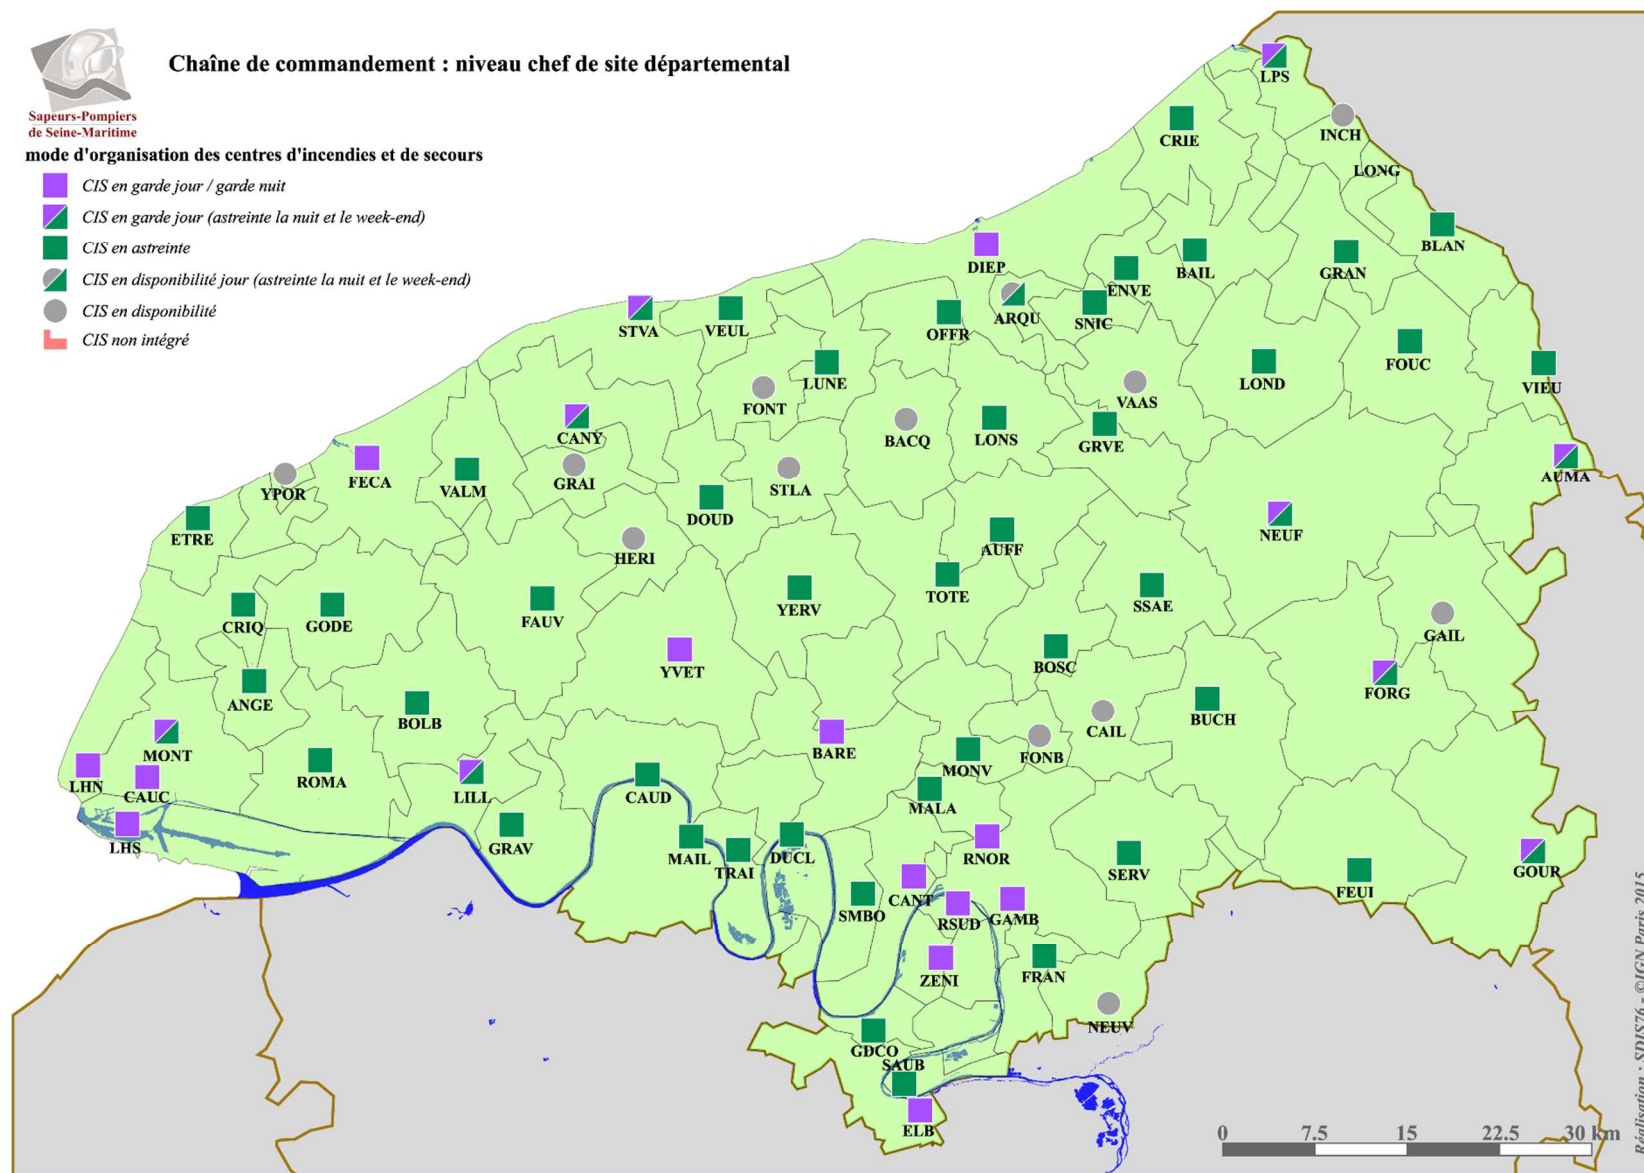 Chaîne de commandement : niveau chef de site départemental
Sapeurs-Pompiers
de Seine-Maritime
mode d'organisation des centres d'incendies et de secours
CIS en garde jour / garde nuit
CIS en garde jour (astreinte la nuit et le week-end)
CIS en astreinte
CIS en disponibilité jour (astreinte la nuit et le week-end)
CIS en disponibilité
CIS non intégré
LPS
CRIE
INCH
LONG
BLAN
DIEP
BAIL
GRAN
ENVE
ARQU
SNIC
STVA
VEUL
OFFR
FOUC
LUNE
LOND
VIEU
FONT
VAAS
CANY
BACQ
LONS
GRVE
FECA
VALM
GRAI
STLA
AUMA
YPOR
DOUD
ETRE
NEUF
HERI
AUFF
TOTE
SSAE
YERV
CRIQ
GODE
FAUV
GAIL
YVET
BOSC
FORG
ANGE
BOLB
BUCH
CAIL
MONT
BARE
FONB
LHN
CAUC
ROMA
LILL
CAUD
MONV
MALA
LHS
GRAV
MAIL
TRAI
DUCL
RNOR
SERV
GOUR
FEUI
CANT
SMBO
RSUD
GAMB
ZENI
FRAN
NEUV
GDCO
SAUB
ELB
0 7.5 15 22.5 30 km
Réalisation : SDIS76 - ©IGN Paris 2015